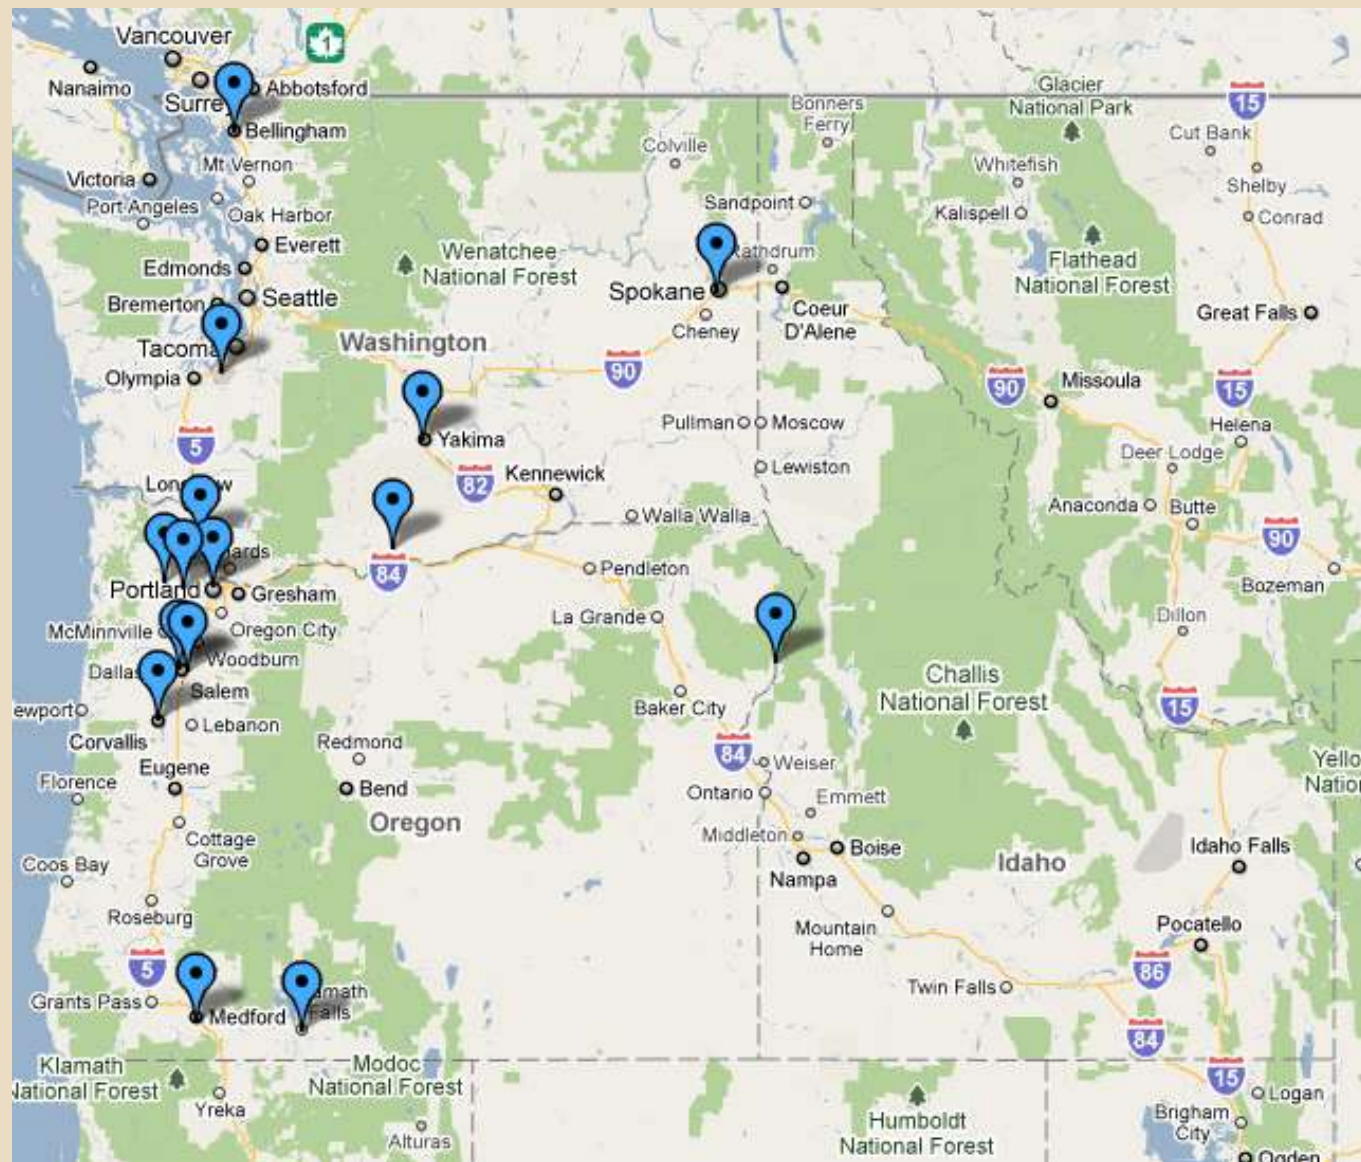 Vancouver
1
Nanaimo
Surre
Abbotsford
Bellingham
Glacier
National Park
15
Bonners
Ferry
Cut Bank
Colville
Mt Vernon
Whitefish
Victoria
Shelby
Port Angeles
Oak Harbor
Sandpoint
Kalispell
Conrad
Everett
Wenatchee
National Forest
Rathdrum
Flathead
National Forest
Edmonds
Bremerton
Seattle
Spokane
Coeur
D'Alene
Great Falls
Cheney
Washington
Tacoma
Olympia
90
90
Missoula
15
Pullman
Moscow
Helena
5
Yakima
Deer Lodge
Kennewick
Lewiston
82
Anaconda
Butte
Walla Walla
90
84
Pendleton
Bozeman
Portland
Gresham
La Grande
Dillon
McMinnville
Oregon City
Woodburn
Dallas
Salem
Challis
National Forest
ewport
Lebanon
Baker City
15
Corvallis
Redmond
84
Eugene
Weiser
Yello
Nation
Florence
Bend
Ontario
Emmett
Oregon
Middleton
Cottage
Grove
Boise
Idaho Falls
Coos Bay
Nampa
Idaho
Roseburg
Mountain
Home
Pocatello
5
86
Twin Falls
Grants Pass
Medford
amath
Falls
84
Klamath
National Forest
Modoc
National Forest
15
Yreka
Humboldt
National Forest
Logan
Brigham
City
Alturas
Ogden